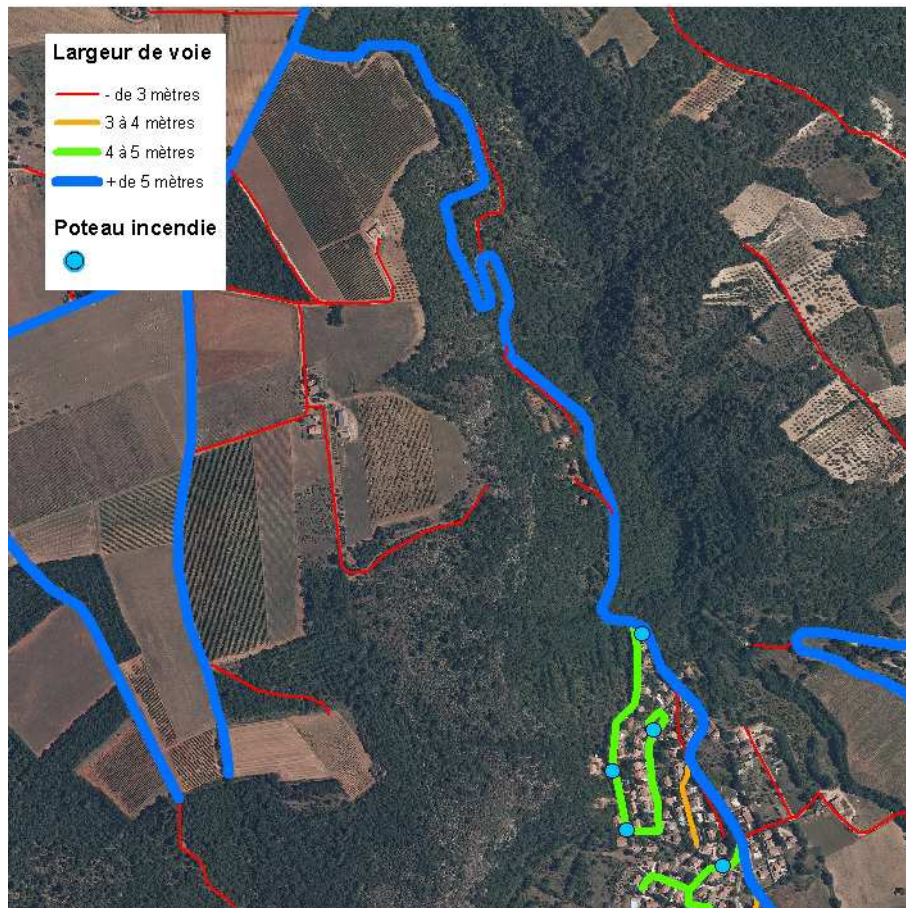 Largeur de voie
- de 3 mètres
3 à 4 mètres
4 à 5 mètres
+ de 5 mètres
Poteau incendie